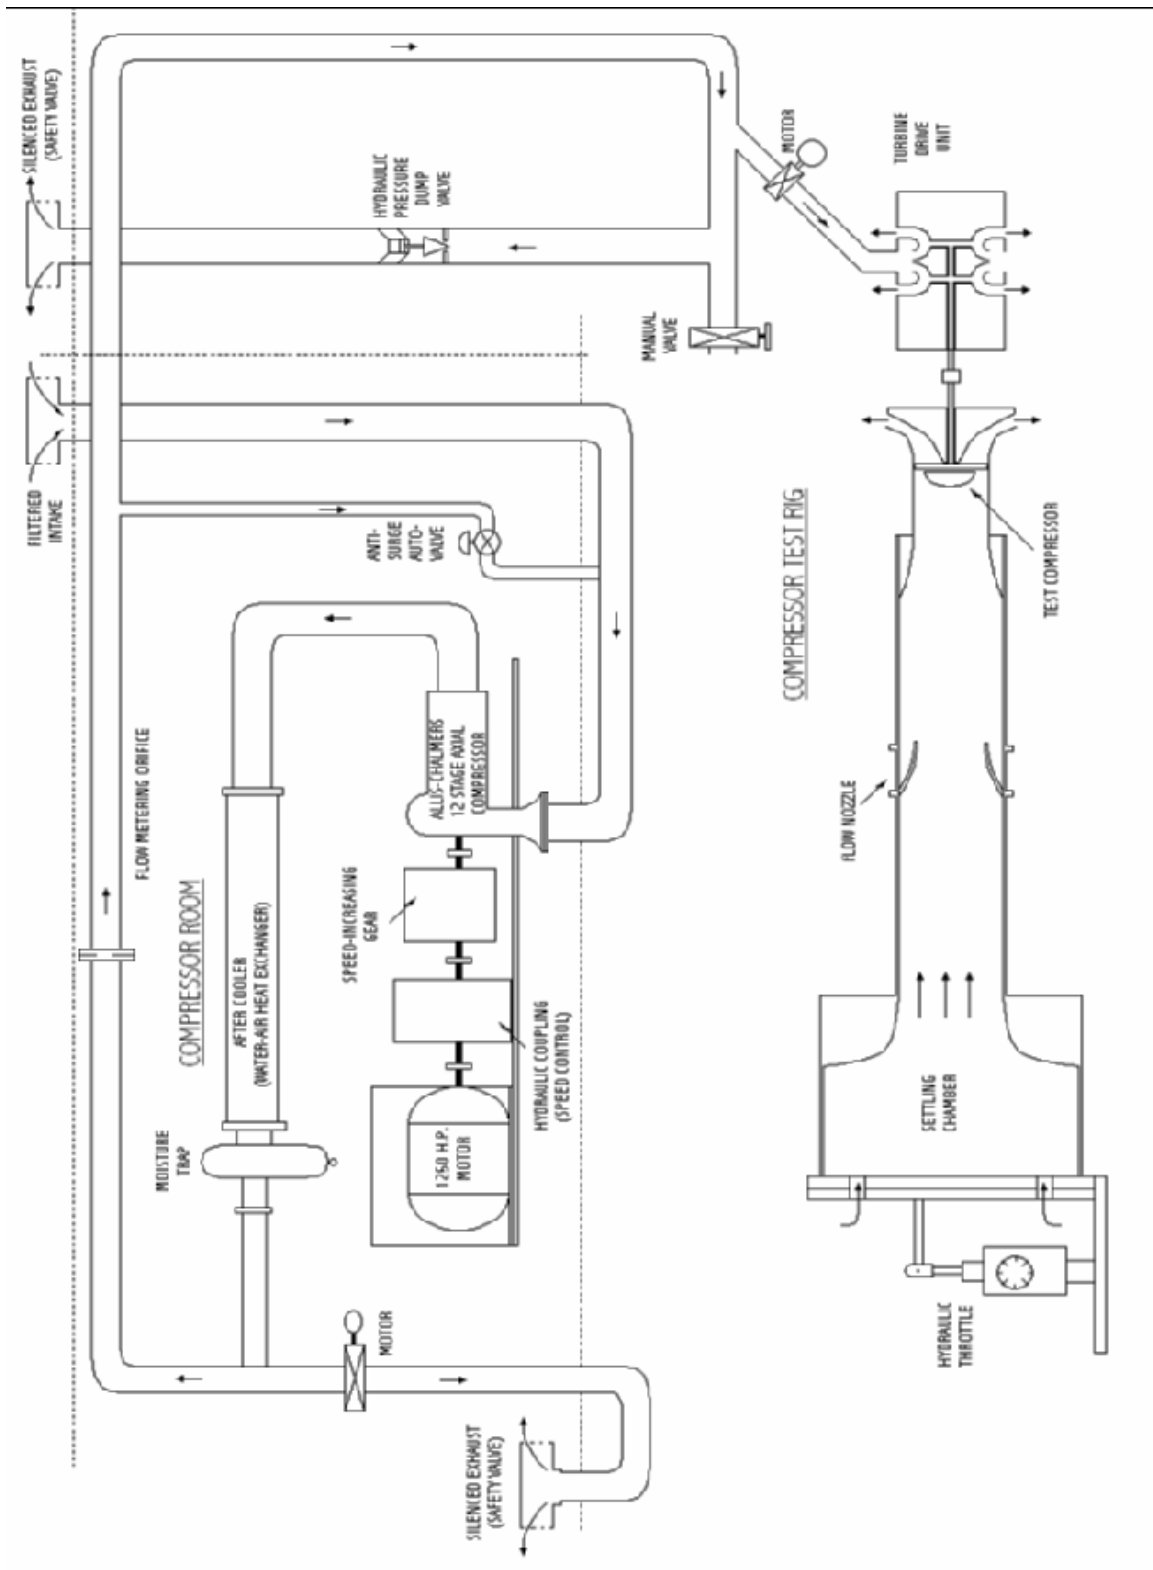 SILENCED EXHAUST
(SAFETY VALVE)
HYDRAULIC
PRESSURE
DUMP
VALVE
MOTOR
TURBINE
DRIVE
UNIT
MANUAL
VALVE
FILTERED
INTAKE
ANTI-
SURGE
AUTO-
VALVE
COMPRESSOR TEST RIG
TEST COMPRESSOR
FLOW METERING ORIFICE
COMPRESSOR ROOM
ALLIS-CHALMERS
12 STAGE AXIAL
COMPRESSOR
FLOW NOZZLE
SPEED-INCREASING
GEAR
AFTER COOLER
(WATER-AIR HEAT EXCHANGER)
HYDRAULIC COUPLING
(SPEED CONTROL)
SETTLING
CHAMBER
MOISTURE
TRAP
1260 H.P.
MOTOR
MOTOR
HYDRAULIC
THROTTLE
SILENCED EXHAUST
(SAFETY VALVE)